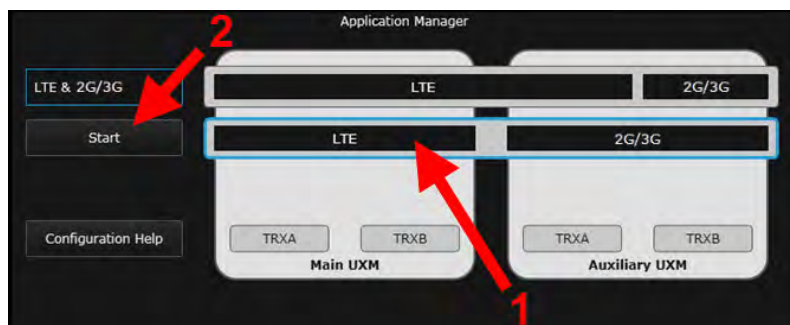 Application Manager
2
LTE & 2G/3G
LTE 2G/3G
Start
LTE 2G/3G
Configuration Help
TRXA TRXB TRXA TRXB
Main UXM Auxiliary UXM
1